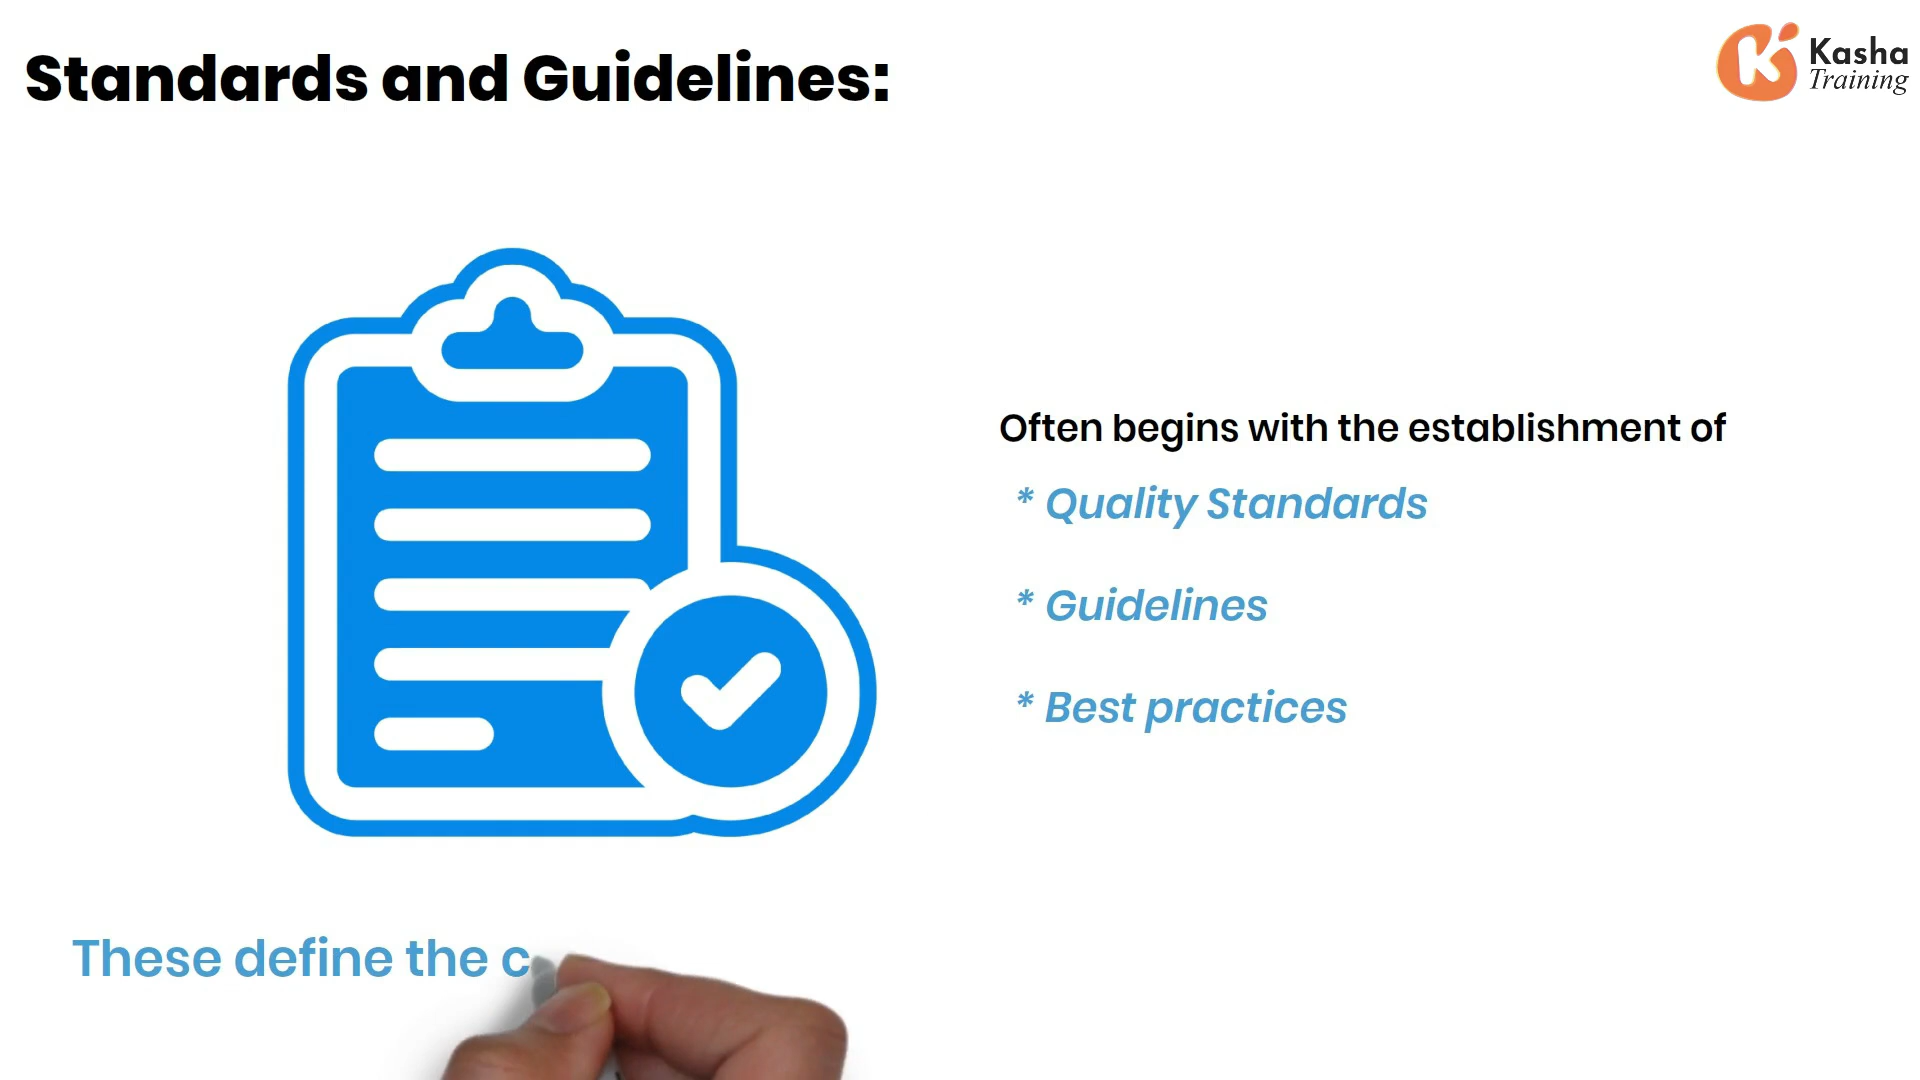 Standards and Guidelines:
Kasha
Training
Often begins with the establishment of
* Quality Standards
* Guidelines
* Best practices
These define the c